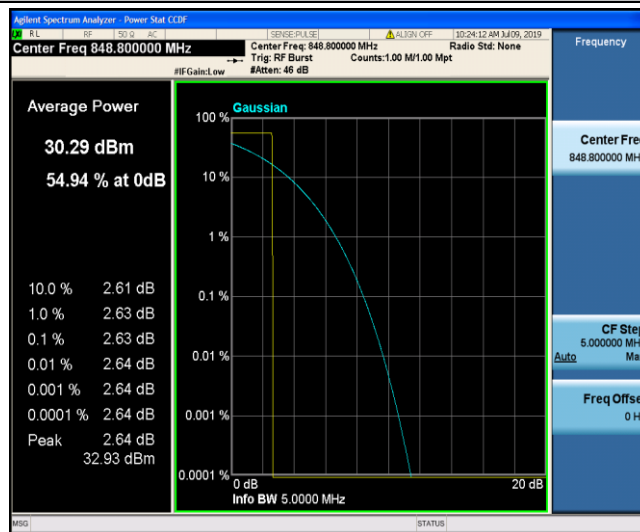 Agilent Spectrum Analyzer - Power Stat CCDF
RL RF 50 Ω AC SENSE:PULSE ALIGN OFF 10:24:12 AM Jul 09, 2019
Center Freq 848.800000 MHz
Center Freq: 848.800000 MHz Radio Std: None
Trig: RF Burst Counts:1.00 M/1.00 Mpt
#IFGain:Low #Atten: 46 dB
Frequency
Average Power
30.29 dBm
54.94 % at 0dB
10.0 % 2.61 dB
1.0 % 2.63 dB
0.1 % 2.63 dB
0.01 % 2.64 dB
0.001 % 2.64 dB
0.0001 % 2.64 dB
Peak 2.64 dB
32.93 dBm
Gaussian
100 %
10 %
1 %
0.1 %
0.01 %
0.001 %
0.0001 %
0 dB 20 dB
Info BW 5.0000 MHz
Center Fre
848.800000 MH
CF Step
5.000000 MH
Auto Ma
Freq Offse
0 H
MSG STATUS